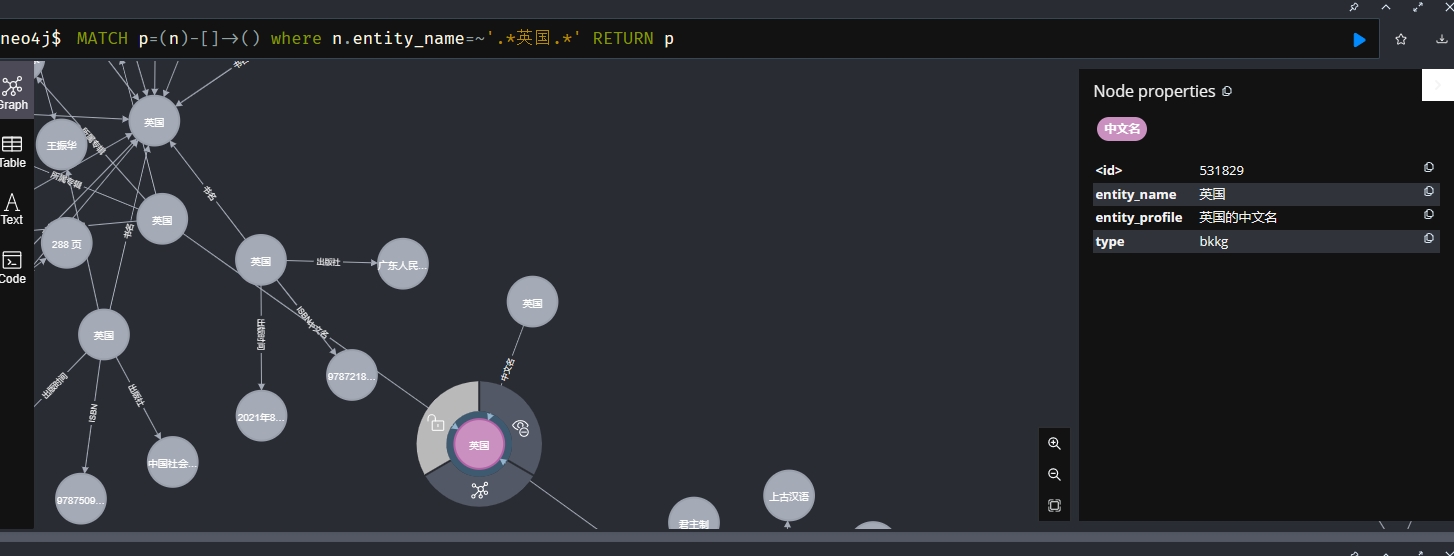 neo4j$ MATCH p=(n)-[]->() where n.entity_name=~'.*英国.*' RETURN p
Graph
Table
Text
Code
书名
英国
王振华
所属专辑
所属专辑
书名
英国
288 页
书名
英国
出版社
广东人民...
英国
ISBN
中文名
出版时间
英国
9787218...
中文名
出版时间
ISBN
出版社
2021年8...
英国
中国社会...
9787509...
上古汉语
君主制
Node properties
中文名
<id> 531829
entity_name 英国
entity_profile 英国的中文名
type bkkg